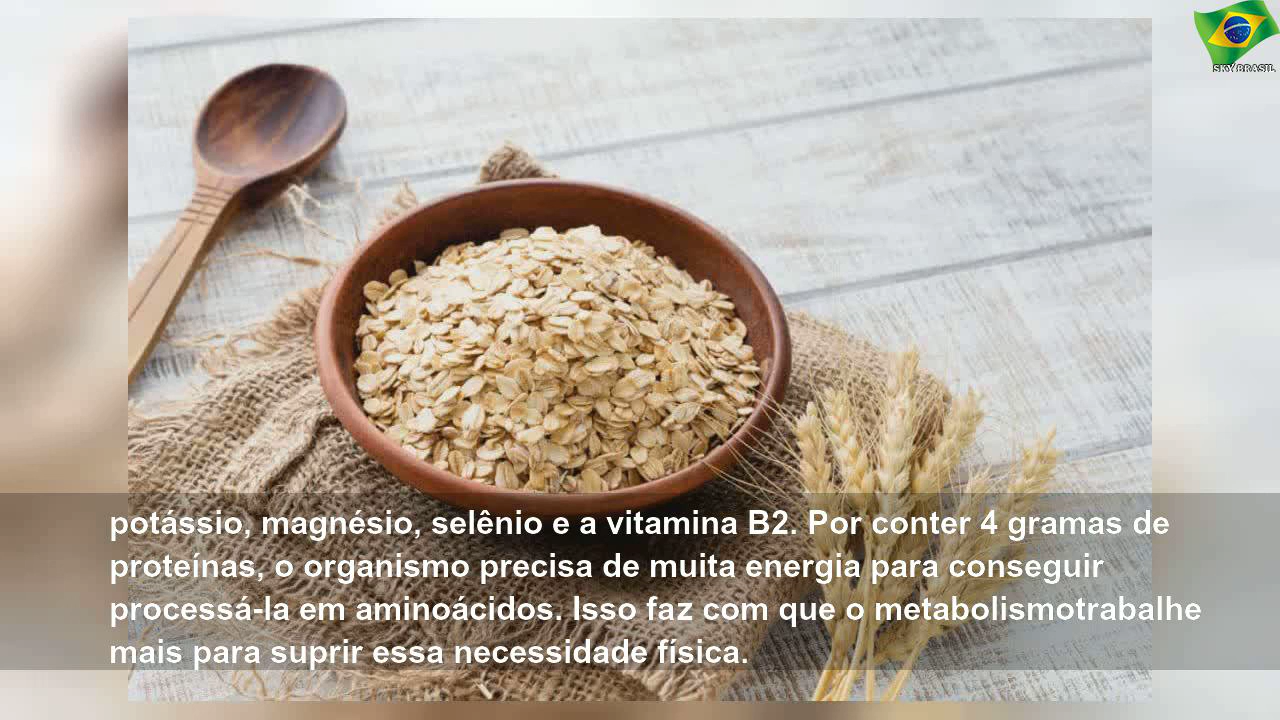 SKY BRASIL
potássio, magnésio, selênio e a vitamina B2. Por conter 4 gramas de
proteínas, o organismo precisa de muita energia para conseguir
processá-la em aminoácidos. Isso faz com que o metabolismotrabalhe
mais para suprir essa necessidade física.